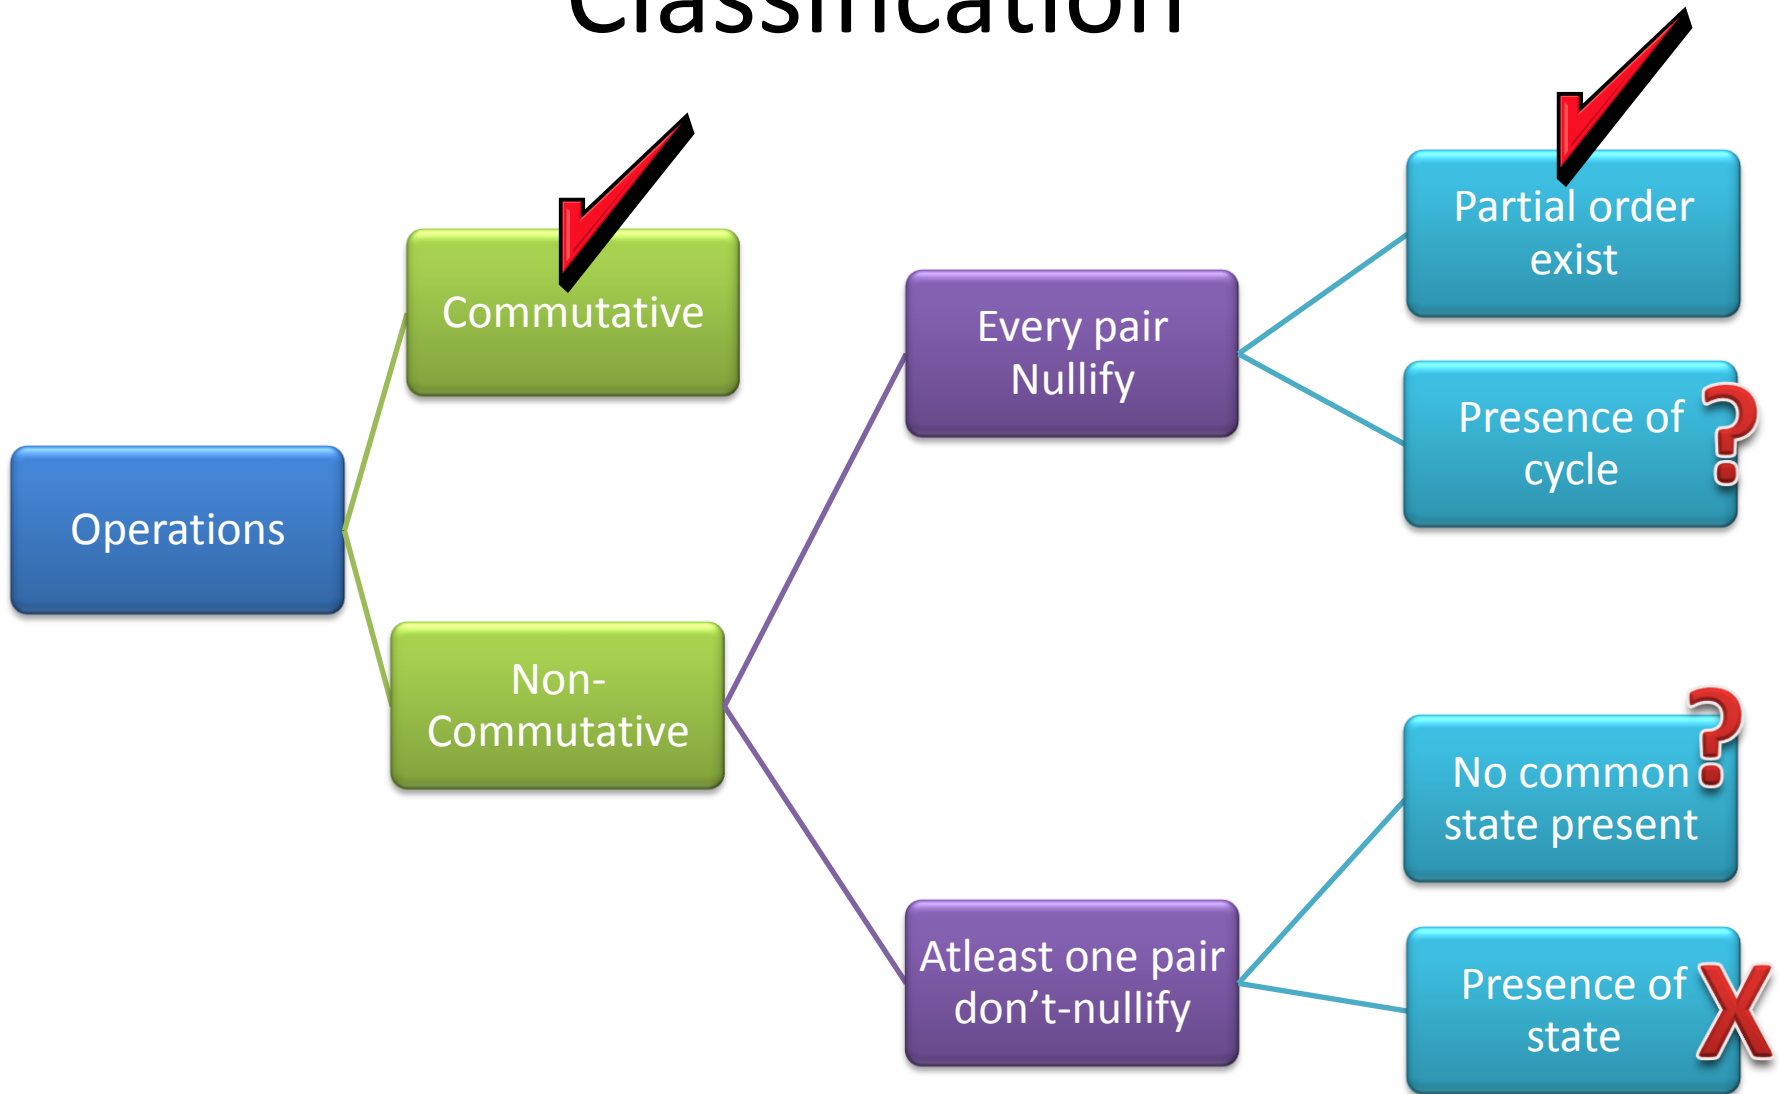 Classification
Operations
Commutative
Non-
Commutative
Every pair
Nullify
Atleast one pair
don’t-nullify
Partial order
exist
Presence of
cycle
?
No common
state present
?
Presence of
state
X